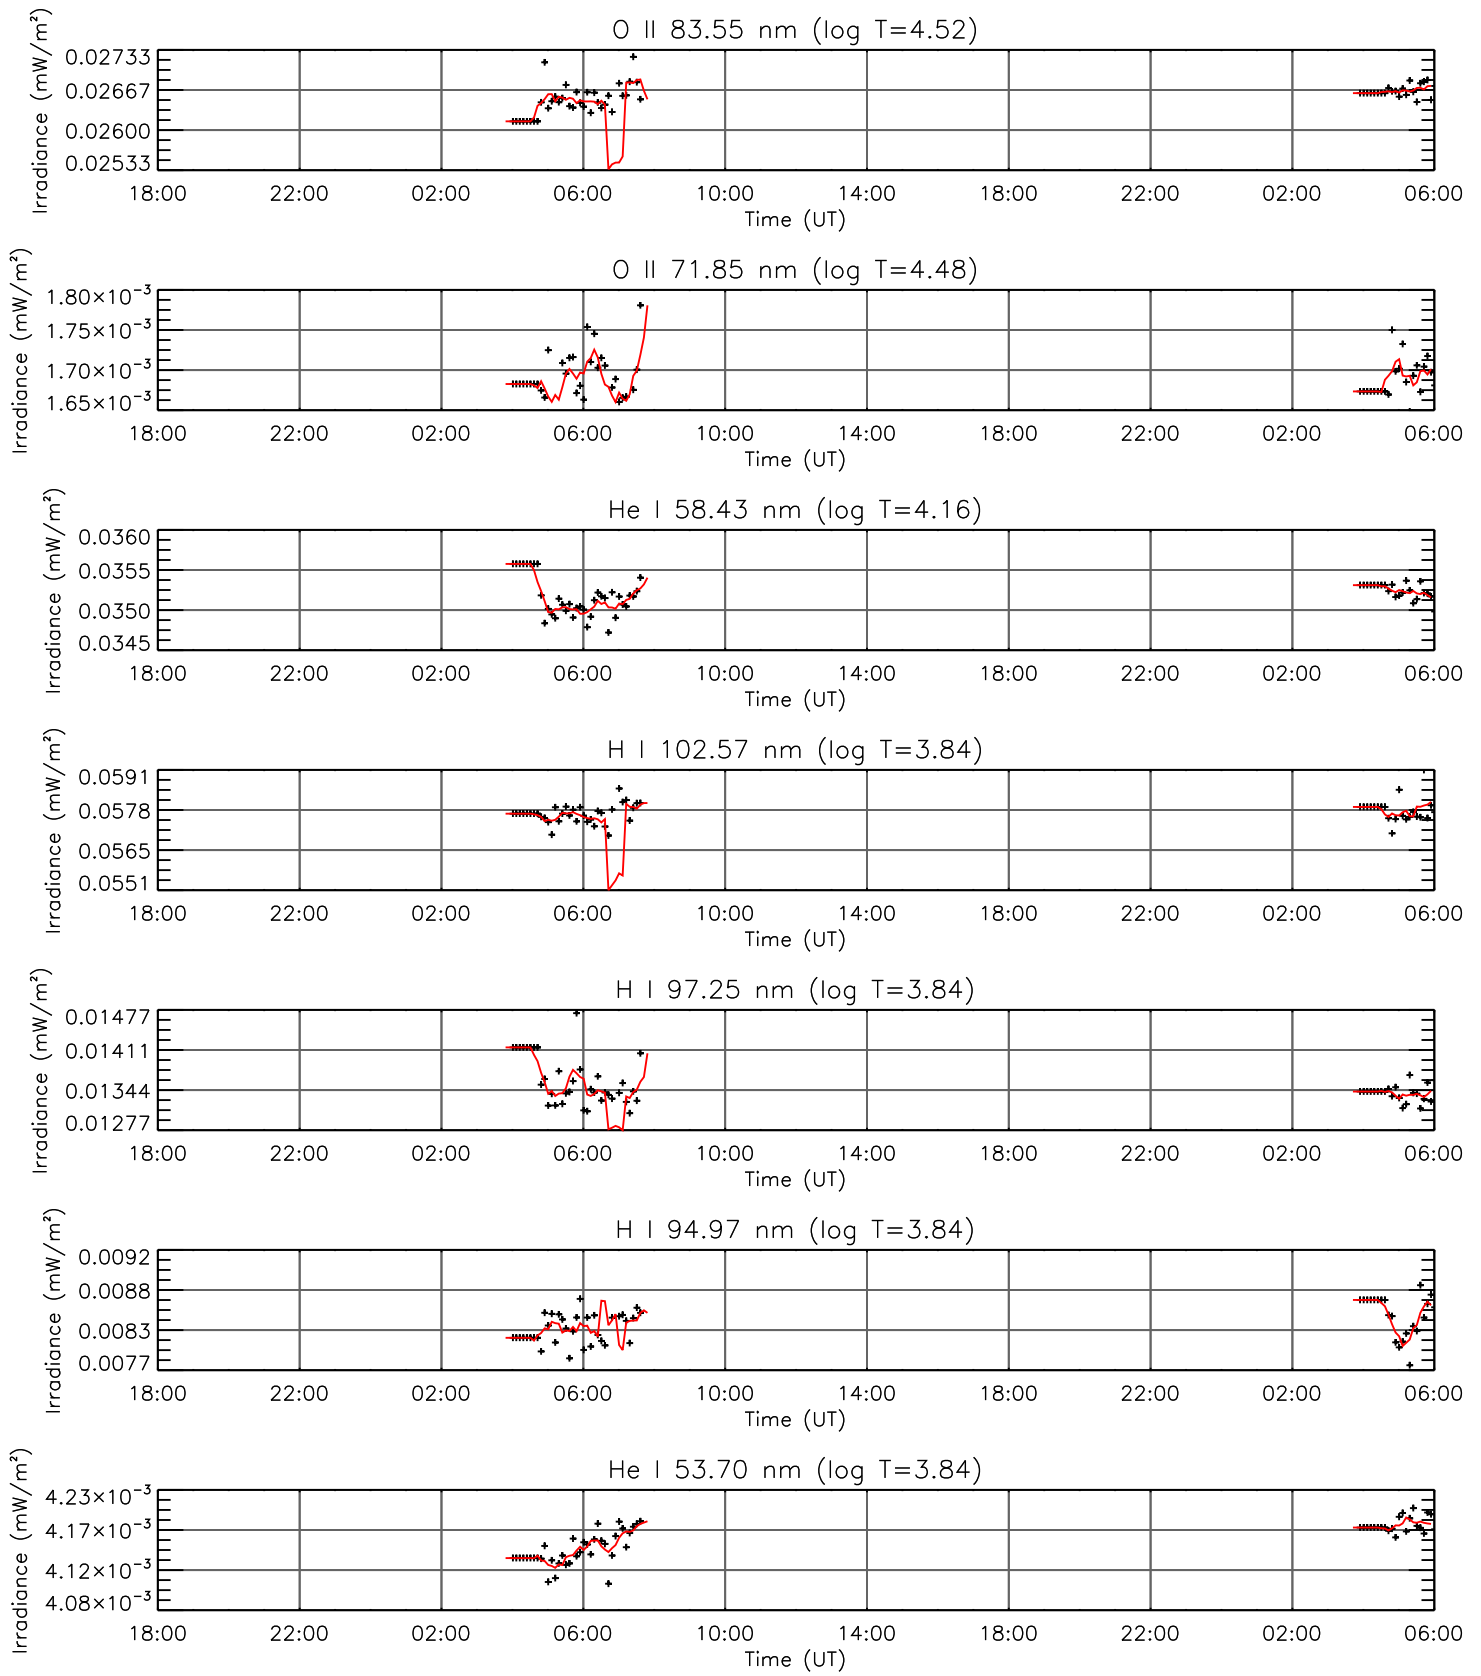 O II 83.55 nm (log T=4.52)
Irradiance (mW/m²)
0.02733
0.02667
0.02600
0.02533
18:00 22:00 02:00 06:00 10:00 14:00 18:00 22:00 02:00 06:00
Time (UT)
O II 71.85 nm (log T=4.48)
Irradiance (mW/m²)
1.80×10⁻³
1.75×10⁻³
1.70×10⁻³
1.65×10⁻³
18:00 22:00 02:00 06:00 10:00 14:00 18:00 22:00 02:00 06:00
Time (UT)
He I 58.43 nm (log T=4.16)
Irradiance (mW/m²)
0.0360
0.0355
0.0350
0.0345
18:00 22:00 02:00 06:00 10:00 14:00 18:00 22:00 02:00 06:00
Time (UT)
H I 102.57 nm (log T=3.84)
Irradiance (mW/m²)
0.0591
0.0578
0.0565
0.0551
18:00 22:00 02:00 06:00 10:00 14:00 18:00 22:00 02:00 06:00
Time (UT)
H I 97.25 nm (log T=3.84)
Irradiance (mW/m²)
0.01477
0.01411
0.01344
0.01277
18:00 22:00 02:00 06:00 10:00 14:00 18:00 22:00 02:00 06:00
Time (UT)
H I 94.97 nm (log T=3.84)
Irradiance (mW/m²)
0.0092
0.0088
0.0083
0.0077
18:00 22:00 02:00 06:00 10:00 14:00 18:00 22:00 02:00 06:00
Time (UT)
He I 53.70 nm (log T=3.84)
Irradiance (mW/m²)
4.23×10⁻³
4.17×10⁻³
4.12×10⁻³
4.08×10⁻³
18:00 22:00 02:00 06:00 10:00 14:00 18:00 22:00 02:00 06:00
Time (UT)